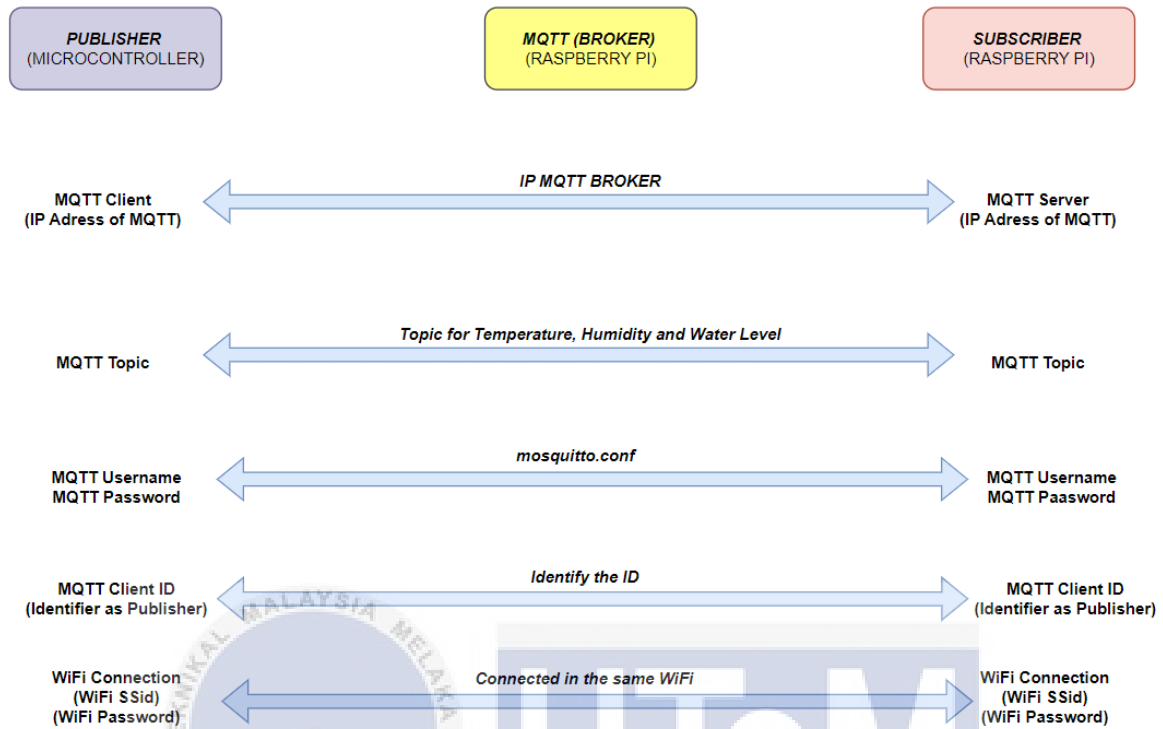 PUBLISHER
(MICROCONTROLLER)
MQTT (BROKER)
(RASPBERRY PI)
SUBSCRIBER
(RASPBERRY PI)
IP MQTT BROKER
MQTT Client
(IP Adress of MQTT)
MQTT Server
(IP Adress of MQTT)
Topic for Temperature, Humidity and Water Level
MQTT Topic
MQTT Topic
mosquitto.conf
MQTT Username
MQTT Password
MQTT Username
MQTT Paasword
Identify the ID
MQTT Client ID
(Identifier as Publisher)
MQTT Client ID
(Identifier as Publisher)
Connected in the same WiFi
WiFi Connection
(WiFi SSid)
(WiFi Password)
WiFi Connection
(WiFi SSid)
(WiFi Password)
MALAYSIA